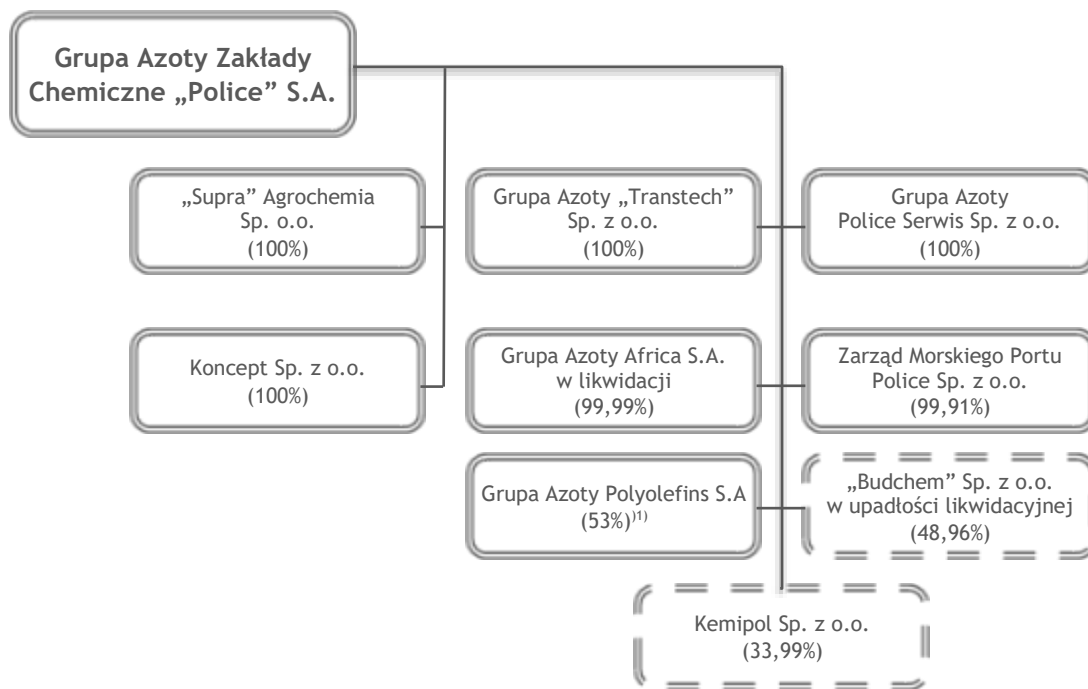 Grupa Azoty Zakłady
Chemiczne „Police” S.A.
„Supra” Agrochemia
Sp. o.o.
(100%)
Grupa Azoty „Transtech”
Sp. z o.o.
(100%)
Grupa Azoty
Police Serwis Sp. z o.o.
(100%)
Koncept Sp. z o.o.
(100%)
Grupa Azoty Africa S.A.
w likwidacji
(99,99%)
Zarząd Morskiego Portu
Police Sp. z o.o.
(99,91%)
Grupa Azoty Polyolefins S.A
(53%)⁾¹⁾
„Budchem” Sp. z o.o.
w upadłości likwidacyjnej
(48,96%)
Kemipol Sp. z o.o.
(33,99%)